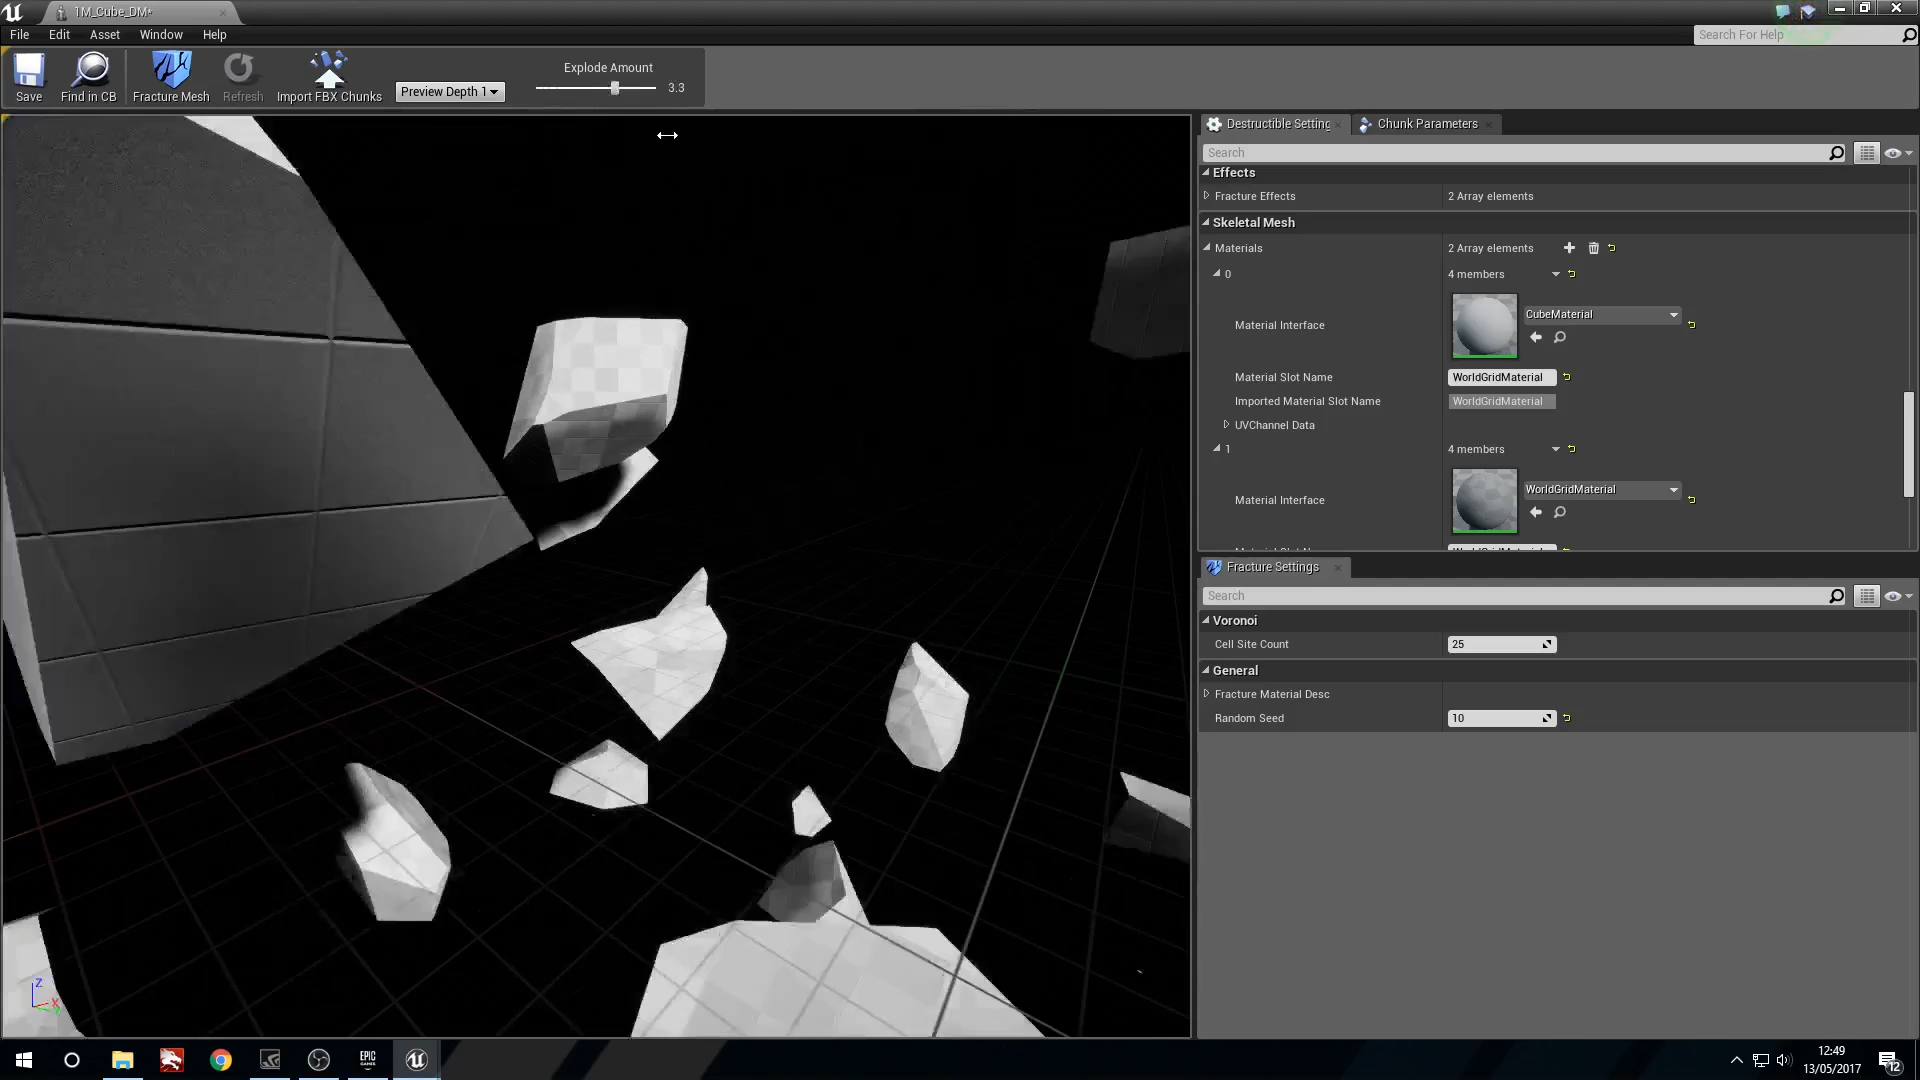 1M_Cube_DM*
File Edit Asset Window Help
Search For Help
Save
Find in CB
Fracture Mesh
Refresh
Import FBX Chunks
Preview Depth 1
Explode Amount
3.3
Destructible Setting
Chunk Parameters
Search
Effects
Fracture Effects 2 Array elements
Skeletal Mesh
Materials 2 Array elements
0 4 members
Material Interface CubeMaterial
Material Slot Name WorldGridMaterial
Imported Material Slot Name WorldGridMaterial
UVChannel Data
1 4 members
Material Interface WorldGridMaterial
Fracture Settings
Search
Voronoi
Cell Site Count 25
General
Fracture Material Desc
Random Seed 10
Z
X
Y
EPIC
GAMES
12:49
13/05/2017
12